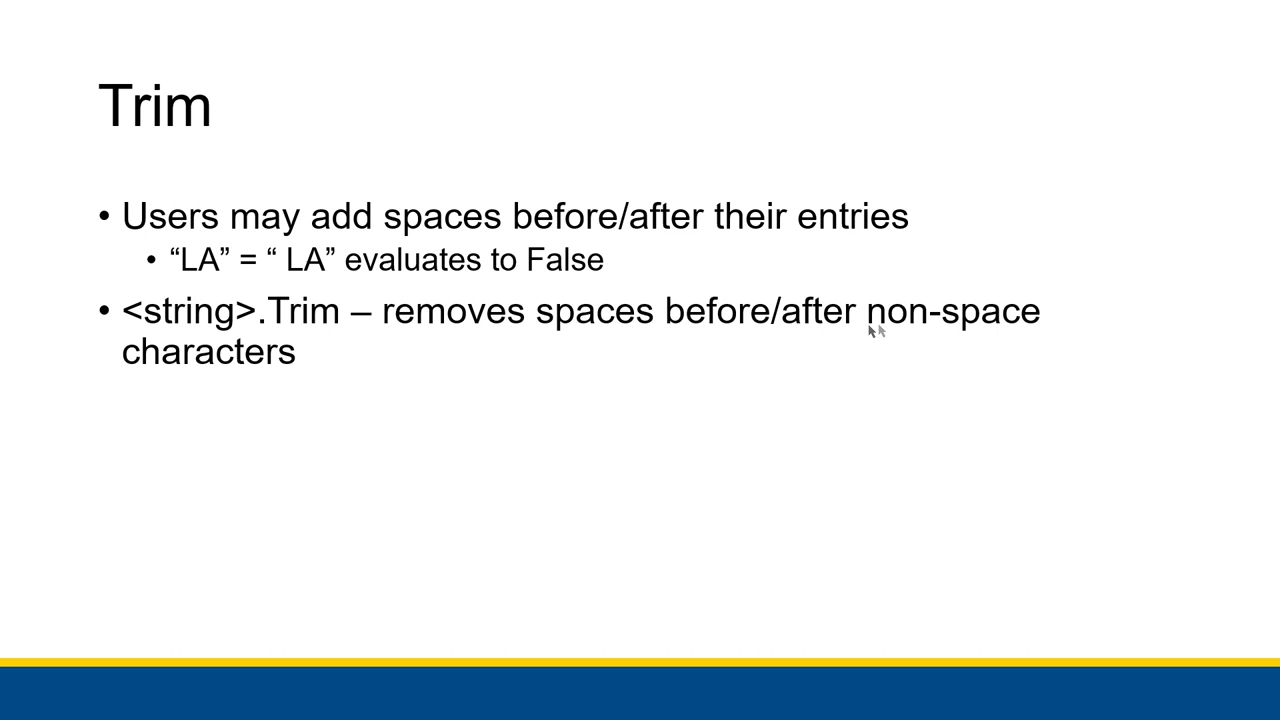 Trim
• Users may add spaces before/after their entries
• “LA” = “ LA” evaluates to False
• <string>.Trim – removes spaces before/after non-space
characters